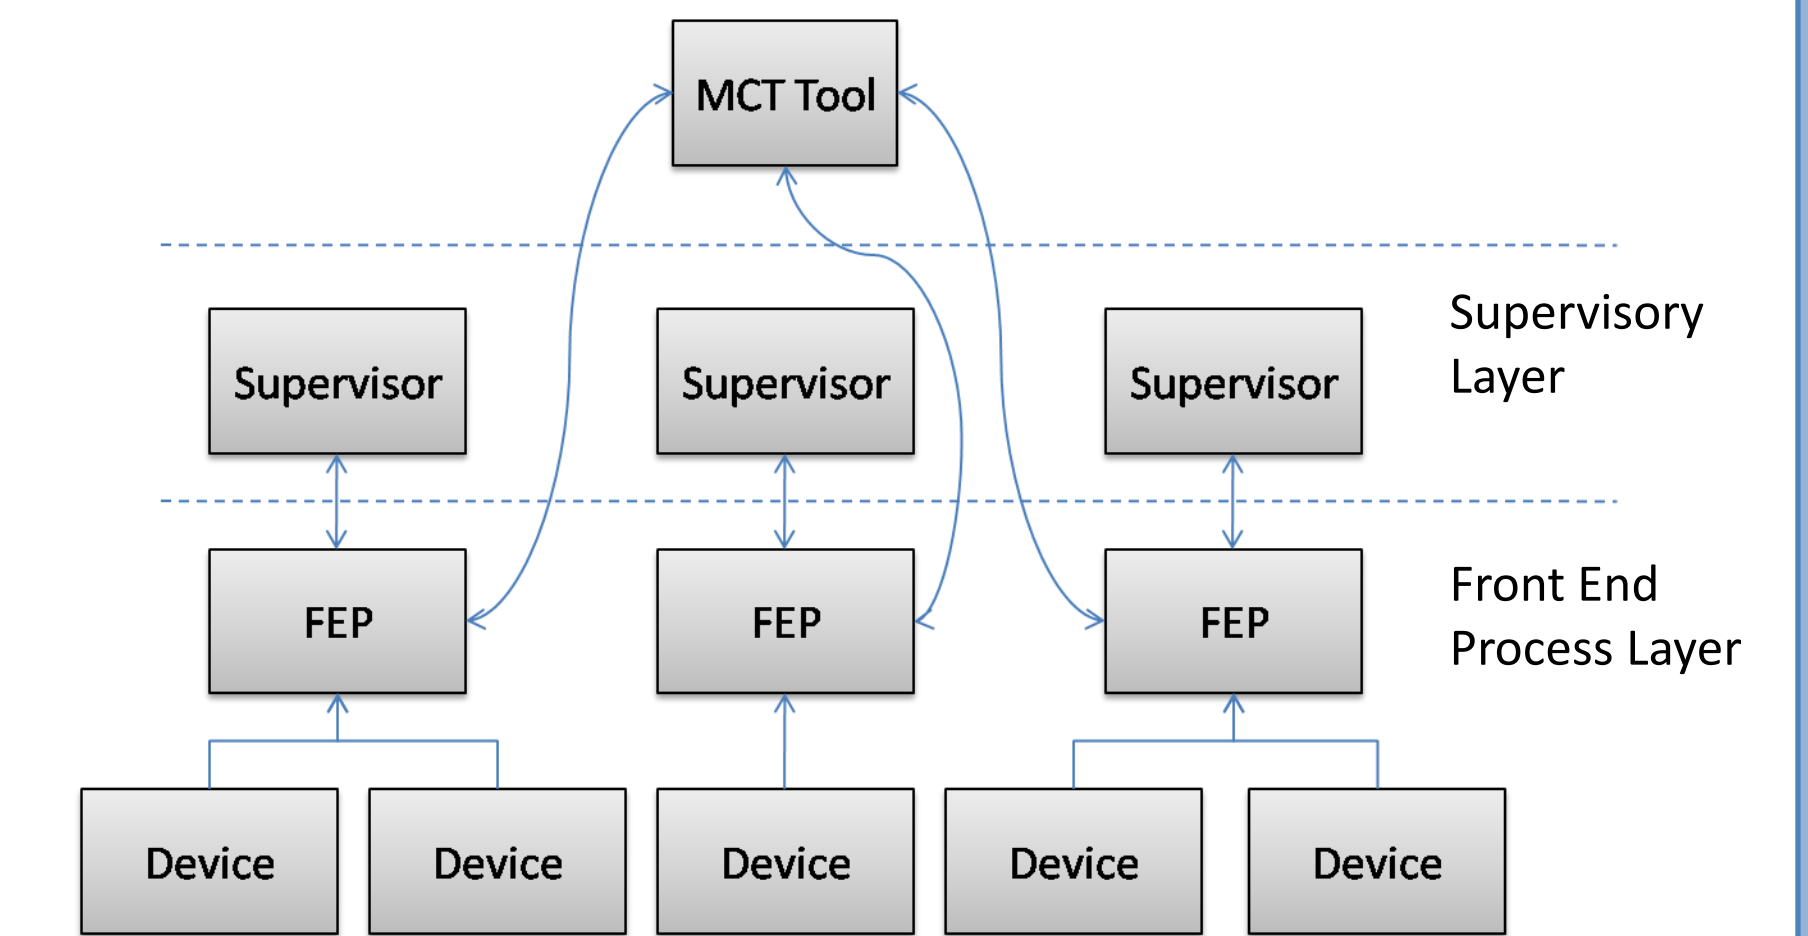 MCT Tool
Supervisor
Supervisor
Supervisor
Supervisory
Layer
FEP
FEP
FEP
Front End
Process Layer
Device
Device
Device
Device
Device